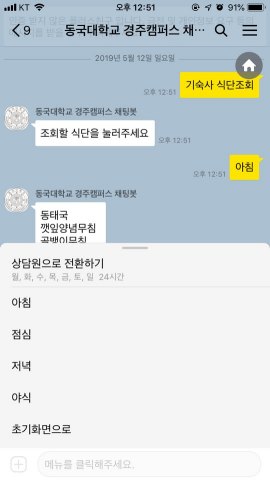 KT 오후 12:51 91%
9 동국대학교 경주캠퍼스 채···
2019년 5월 12일 일요일
오후 12:51 기숙사 식단조회
동국대학교 경주캠퍼스 채팅봇
조회할 식단을 눌러주세요 오후 12:51
오후 12:51 아침
동국대학교 경주캠퍼스 채팅봇
동태국
깻잎양념무침
골뱅이무침
상담원으로 전환하기
월, 화, 수, 목, 금, 토, 일 24시간
아침
점심
저녁
야식
초기화면으로
메뉴를 클릭해주세요.